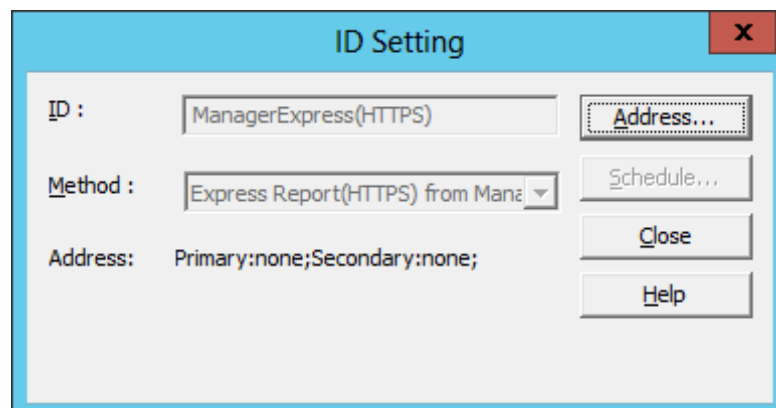 ID Setting
x
ID :
ManagerExpress(HTTPS)
Address...
Method :
Express Report(HTTPS) from Mana
Schedule...
Address:
Primary:none;Secondary:none;
Close
Help